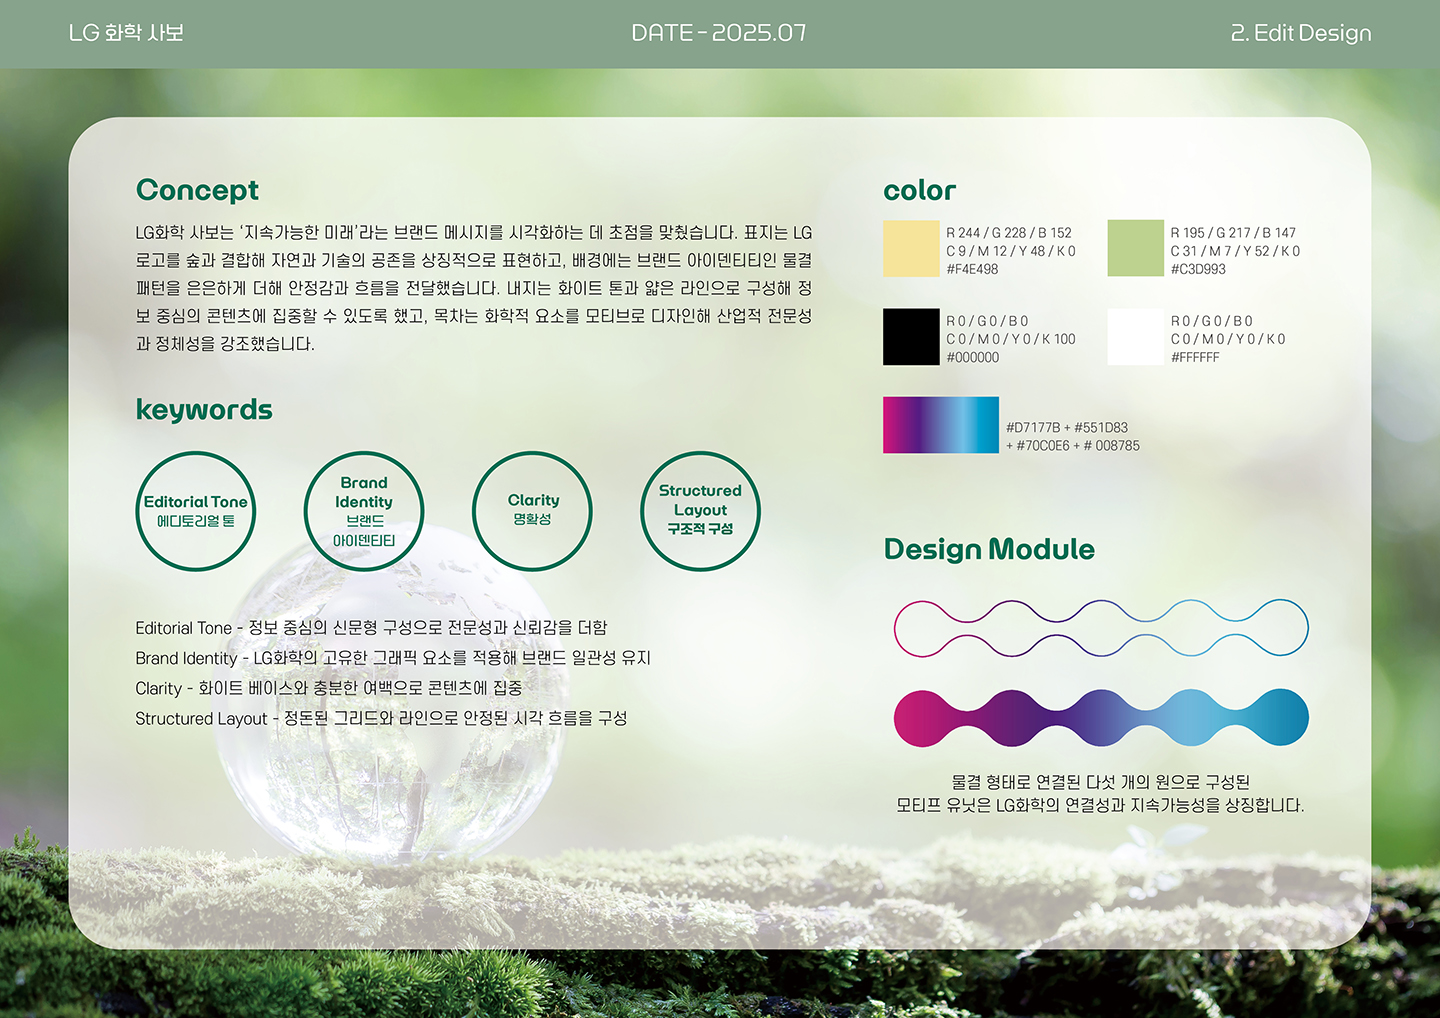 LG 화학 사보
DATE - 2025.07
2. Edit Design
Concept
LG화학 사보는 ‘지속가능한 미래’라는 브랜드 메시지를 시각화하는 데 초점을 맞췄습니다. 표지는 LG
로고를 숲과 결합해 자연과 기술의 공존을 상징적으로 표현하고, 배경에는 브랜드 아이덴티티인 물결
패턴을 은은하게 더해 안정감과 흐름을 전달했습니다. 내지는 화이트 톤과 얇은 라인으로 구성해 정
보 중심의 콘텐츠에 집중할 수 있도록 했고, 목차는 화학적 요소를 모티브로 디자인해 산업적 전문성
과 정체성을 강조했습니다.
keywords
Editorial Tone
에디토리얼 톤
Brand
Identity
브랜드
아이덴티티
Clarity
명확성
Structured
Layout
구조적 구성
Editorial Tone - 정보 중심의 신문형 구성으로 전문성과 신뢰감을 더함
Brand Identity - LG화학의 고유한 그래픽 요소를 적용해 브랜드 일관성 유지
Clarity - 화이트 베이스와 충분한 여백으로 콘텐츠에 집중
Structured Layout - 정돈된 그리드와 라인으로 안정된 시각 흐름을 구성
color
R 244 / G 228 / B 152
C 9 / M 12 / Y 48 / K 0
#F4E498
R 195 / G 217 / B 147
C 31 / M 7 / Y 52 / K 0
#C3D993
R 0 / G 0 / B 0
C 0 / M 0 / Y 0 / K 100
#000000
R 0 / G 0 / B 0
C 0 / M 0 / Y 0 / K 0
#FFFFFF
#D7177B + #551D83
+ #70C0E6 + # 008785
Design Module
물결 형태로 연결된 다섯 개의 원으로 구성된
모티프 유닛은 LG화학의 연결성과 지속가능성을 상징합니다.